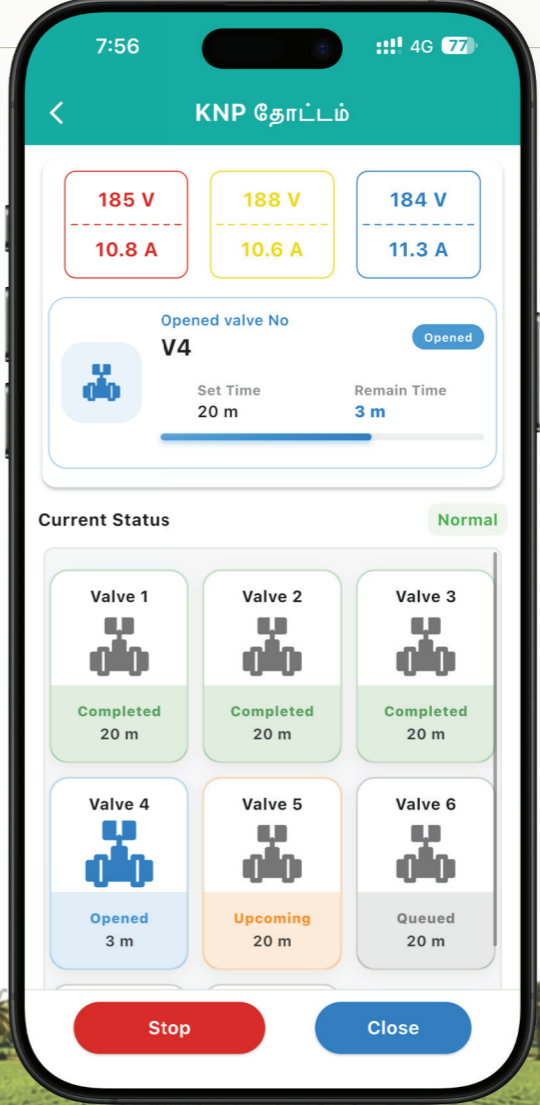 7:56 4G 77
KNP தோட்டம்
185 V 188 V 184 V
10.8 A 10.6 A 11.3 A
Opened valve No
V4 Opened
Set Time Remain Time
20 m 3 m
Current Status Normal
Valve 1 Valve 2 Valve 3
Completed Completed Completed
20 m 20 m 20 m
Valve 4 Valve 5 Valve 6
Opened Upcoming Queued
3 m 20 m 20 m
Stop Close